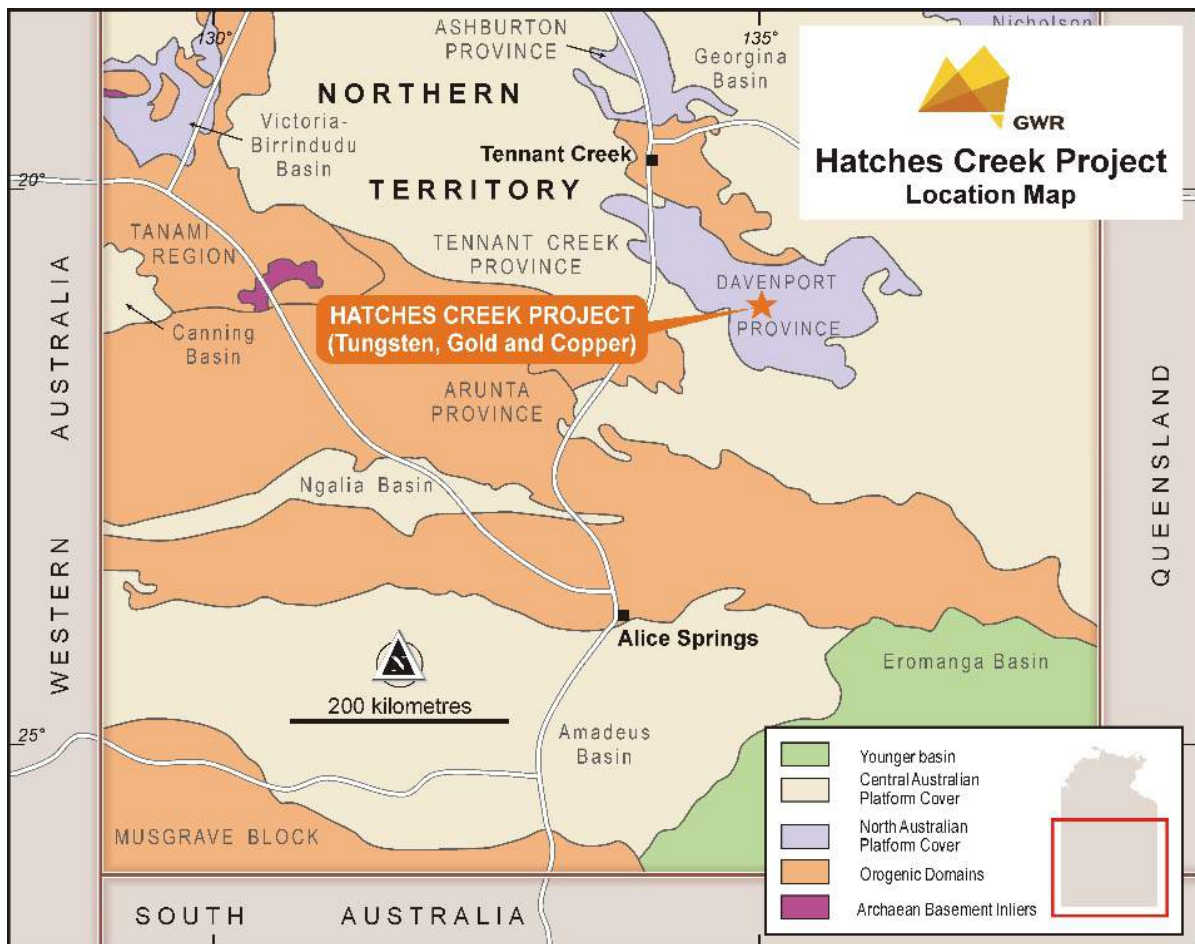 130°
ASHBURTON
PROVINCE
135°
Nicholson
Georgina
Basin
GWR
Hatches Creek Project
Location Map
NORTHERN
TERRITORY
Victoria-
Birrindudu
Basin
Tennant Creek
20°
TANAMI
REGION
TENNANT CREEK
PROVINCE
DAVENPORT
PROVINCE
HATCHES CREEK PROJECT
(Tungsten, Gold and Copper)
Canning
Basin
ARUNTA
PROVINCE
WESTERN AUSTRALIA
QUEENSLAND
Ngalia Basin
Alice Springs
Eromanga Basin
N
200 kilometres
25°
Amadeus
Basin
MUSGRAVE BLOCK
SOUTH AUSTRALIA
Younger basin
Central Australian
Platform Cover
North Australian
Platform Cover
Orogenic Domains
Archaean Basement Inliers